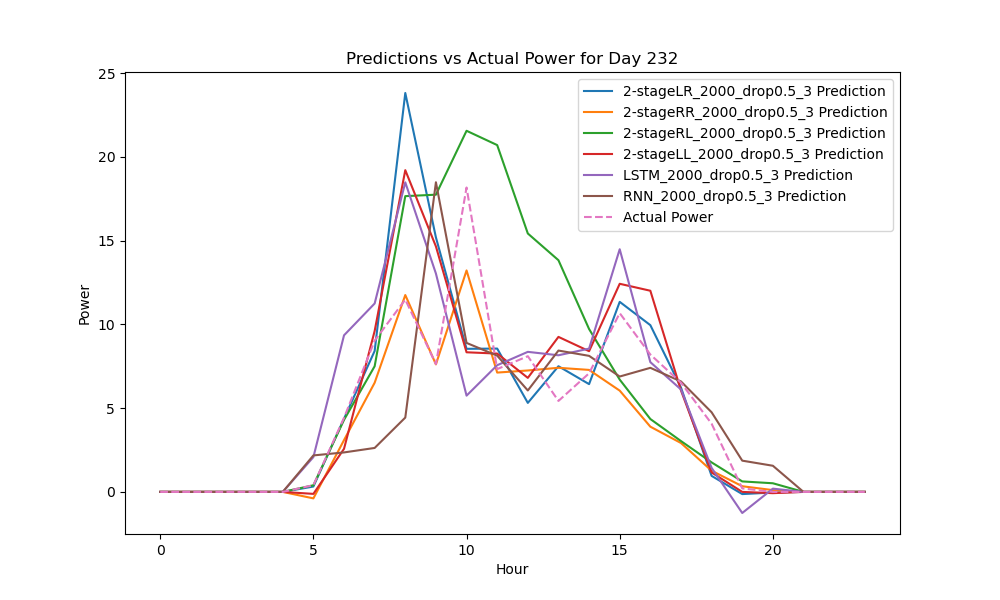 Predictions vs Actual Power for Day 232
25
20
15
10
5
0
Power
2-stageLR_2000_drop0.5_3 Prediction
2-stageRR_2000_drop0.5_3 Prediction
2-stageRL_2000_drop0.5_3 Prediction
2-stageLL_2000_drop0.5_3 Prediction
LSTM_2000_drop0.5_3 Prediction
RNN_2000_drop0.5_3 Prediction
Actual Power
0 5 10 15 20
Hour